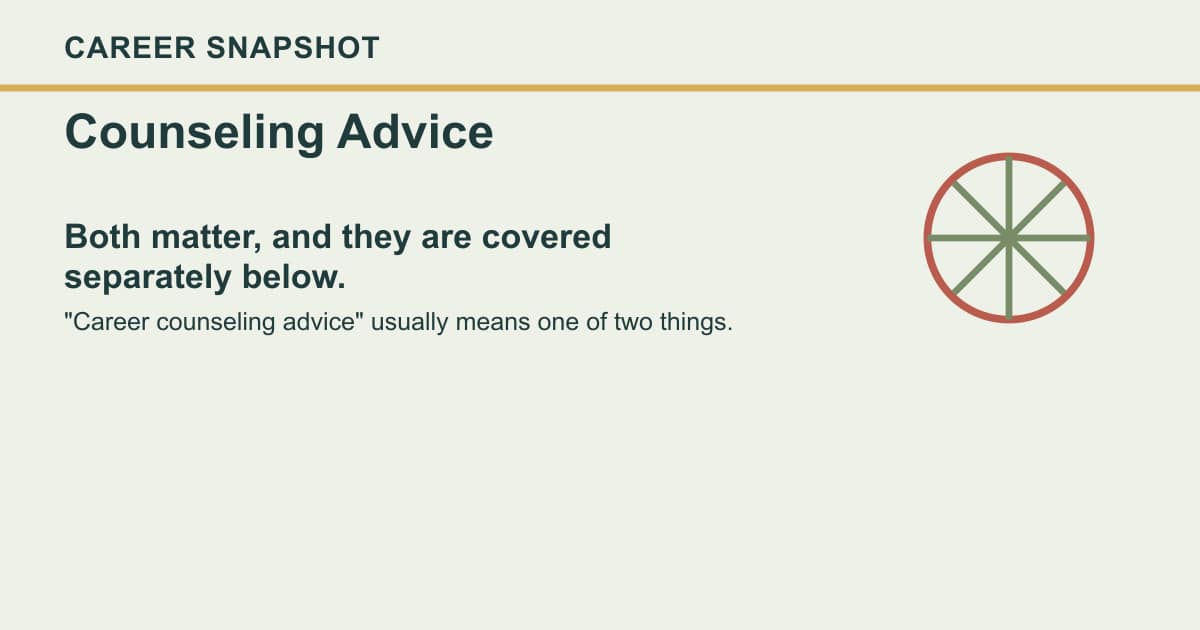 CAREER SNAPSHOT
Counseling Advice
Both matter, and they are covered
separately below.
"Career counseling advice" usually means one of two things.